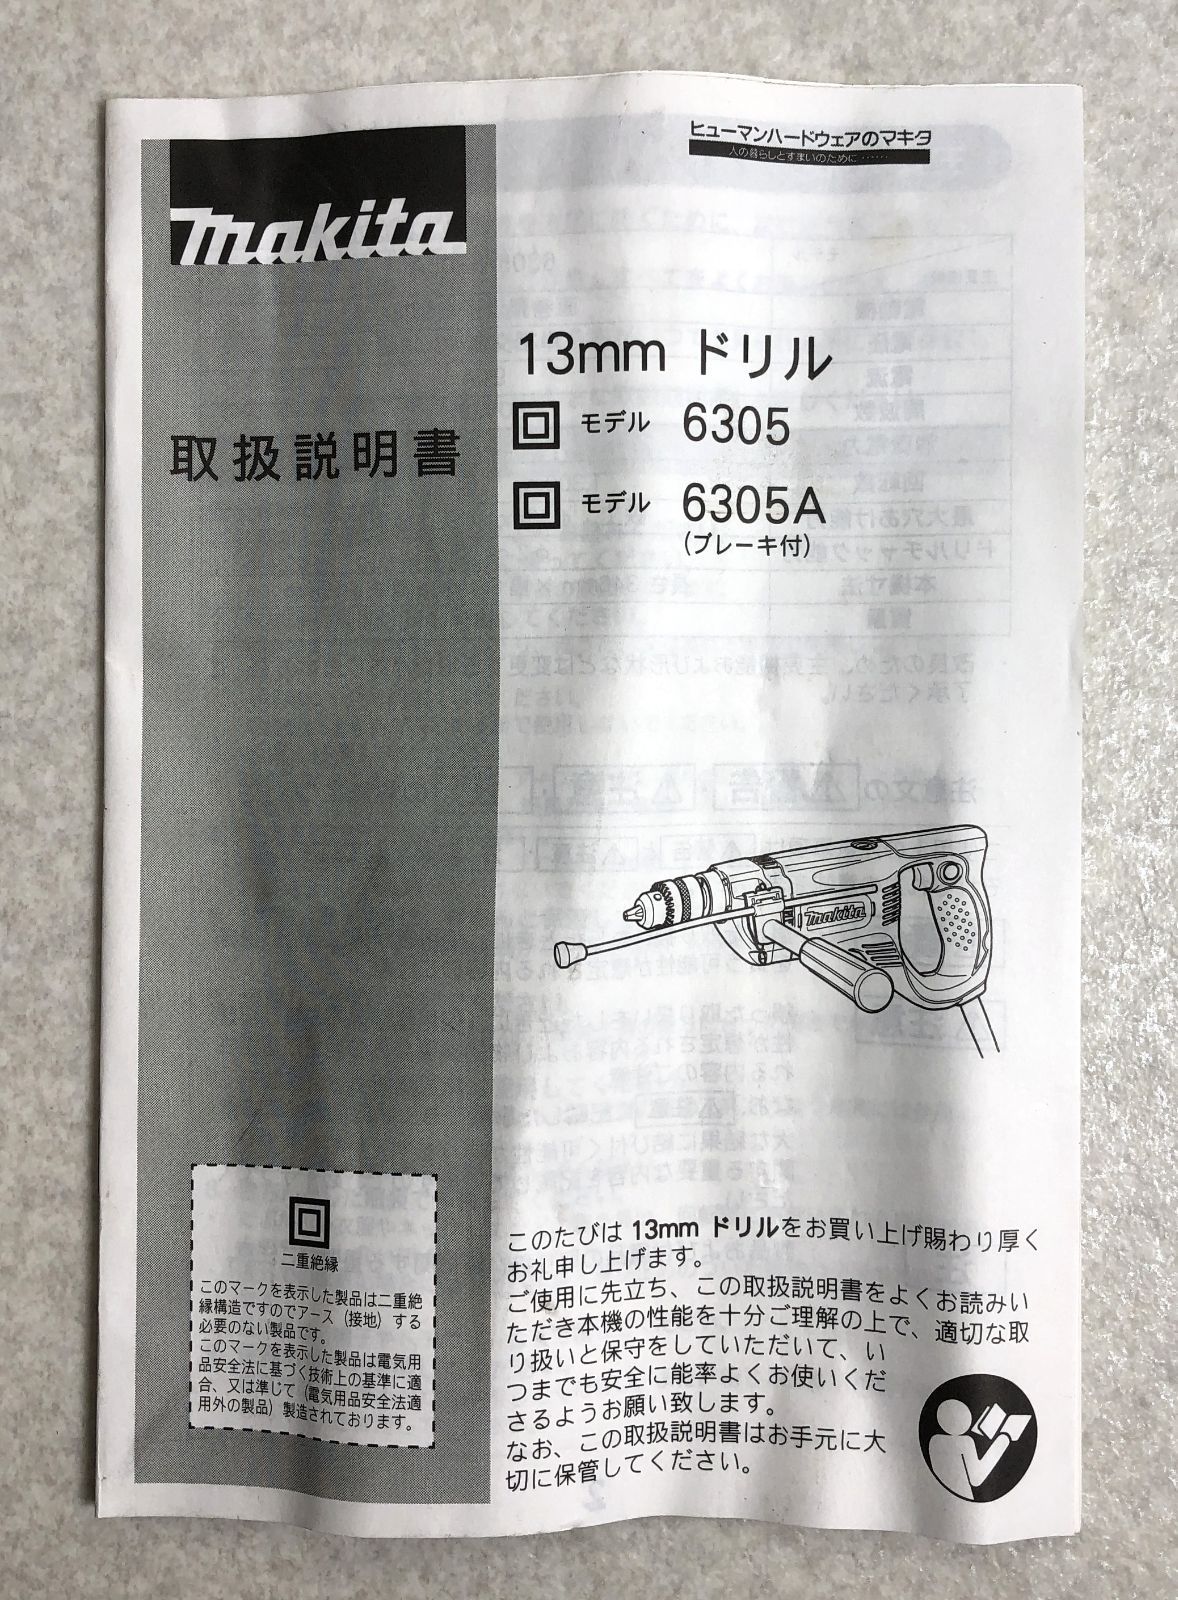 ヒューマンハードウェアのマキタ
人の暮らしとすまいのために……
makita
取扱説明書
13mm ドリル
モデル 6305
モデル 6305A
(ブレーキ付)
makita
二重絶縁
このマークを表示した製品は二重絶
縁構造ですのでアース (接地) する
必要のない製品です。
このマークを表示した製品は電気用
品安全法に基づく技術上の基準に適
合、又は準じて (電気用品安全法適
用外の製品) 製造されております。
このたびは 13mm ドリルをお買い上げ賜わり厚く
お礼申し上げます。
ご使用に先立ち、この取扱説明書をよくお読みい
ただき本機の性能を十分ご理解の上で、適切な取
り扱いと保守をしていただいて、い
つまでも安全に能率よくお使いくだ
さるようお願い致します。
なお、この取扱説明書はお手元に大
切に保管してください。